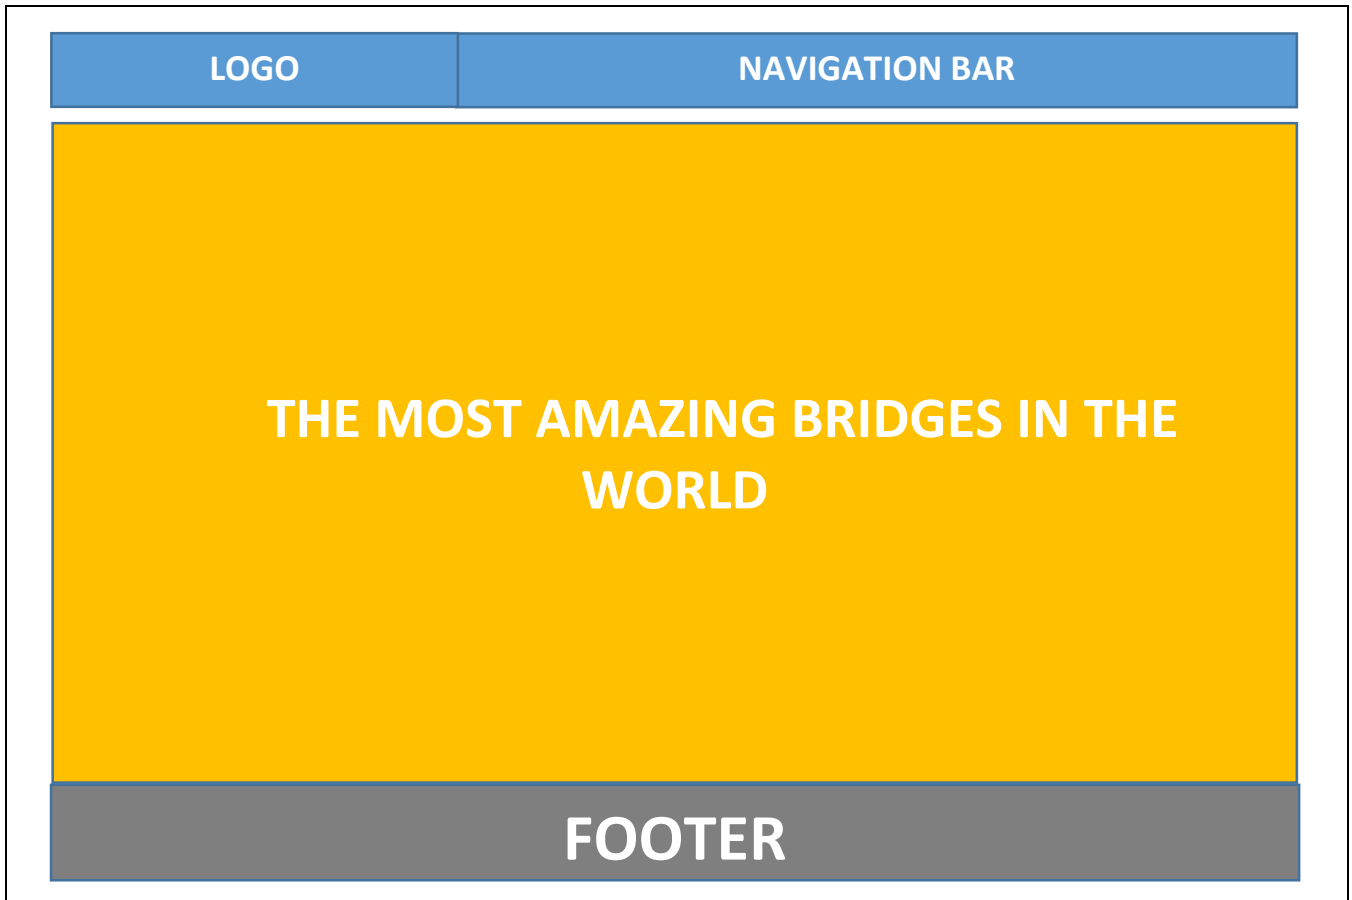 LOGO
NAVIGATION BAR
THE MOST AMAZING BRIDGES IN THE
WORLD
FOOTER